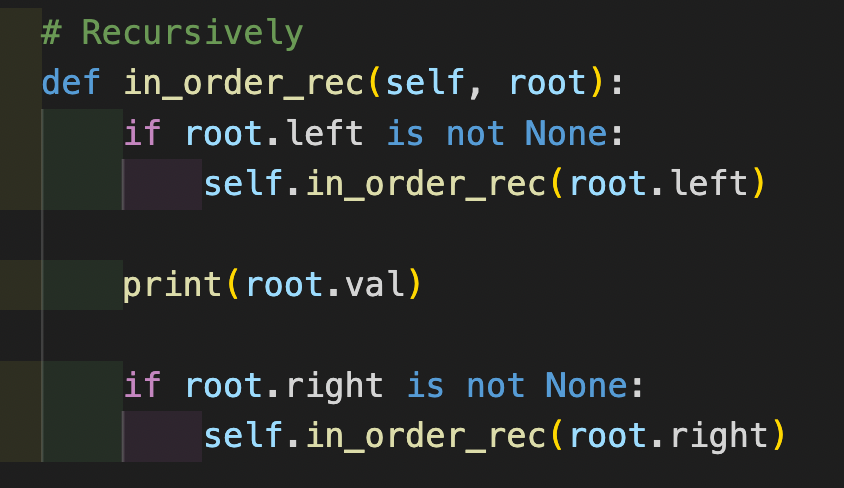 # Recursively
def in_order_rec(self, root):
    if root.left is not None:
        self.in_order_rec(root.left)

    print(root.val)

    if root.right is not None:
        self.in_order_rec(root.right)